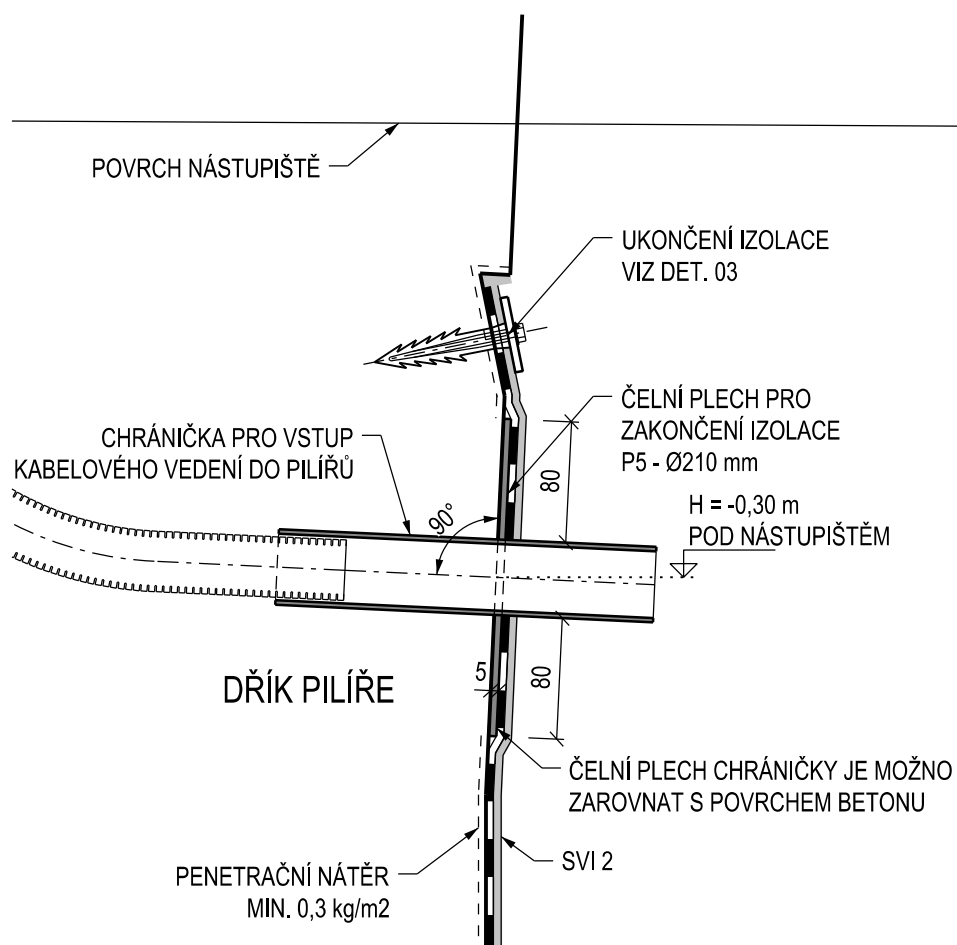 POVRCH NÁSTUPIŠTĚ
UKONČENÍ IZOLACE
VIZ DET. 03
ČELNÍ PLECH PRO
ZAKONČENÍ IZOLACE
P5 - Ø210 mm
CHRÁNIČKA PRO VSTUP
KABELOVÉHO VEDENÍ DO PILÍŘŮ
80
90°
H = -0,30 m
POD NÁSTUPIŠTĚM
5
80
DŘÍK PILÍŘE
ČELNÍ PLECH CHRÁNIČKY JE MOŽNO
ZAROVNAT S POVRCHEM BETONU
SVI 2
PENETRAČNÍ NÁTĚR
MIN. 0,3 kg/m2